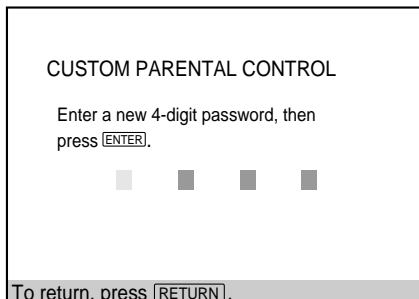 CUSTOM PARENTAL CONTROL
Enter a new 4-digit password, then
press ENTER.
To return, press RETURN.